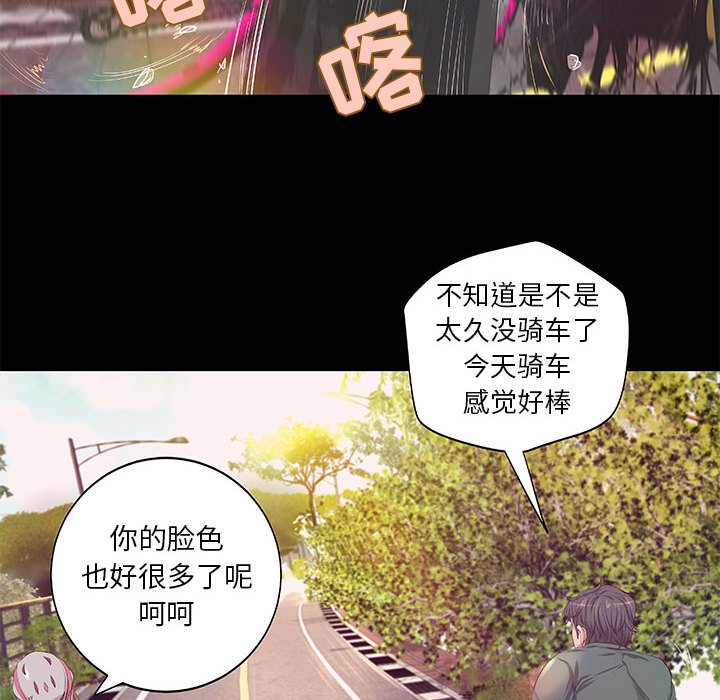 喀
喀
不知道是不是
太久没骑车了
今天骑车
感觉好棒
你的脸色
也好很多了呢
呵呵